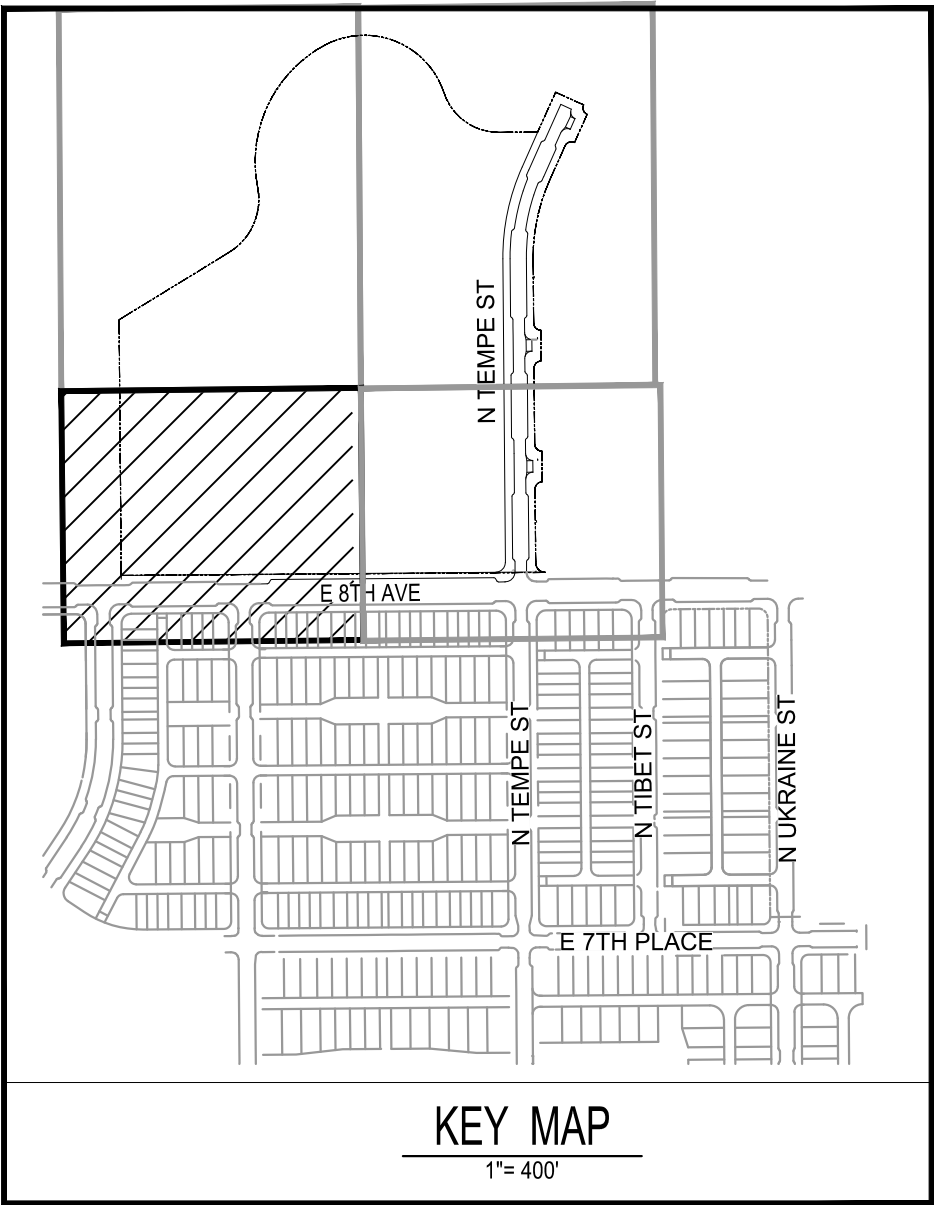 N TEMPE ST
E 8TH AVE
N TEMPE ST
N TIBET ST
N UKRAINE ST
E 7TH PLACE
KEY MAP
1"= 400'